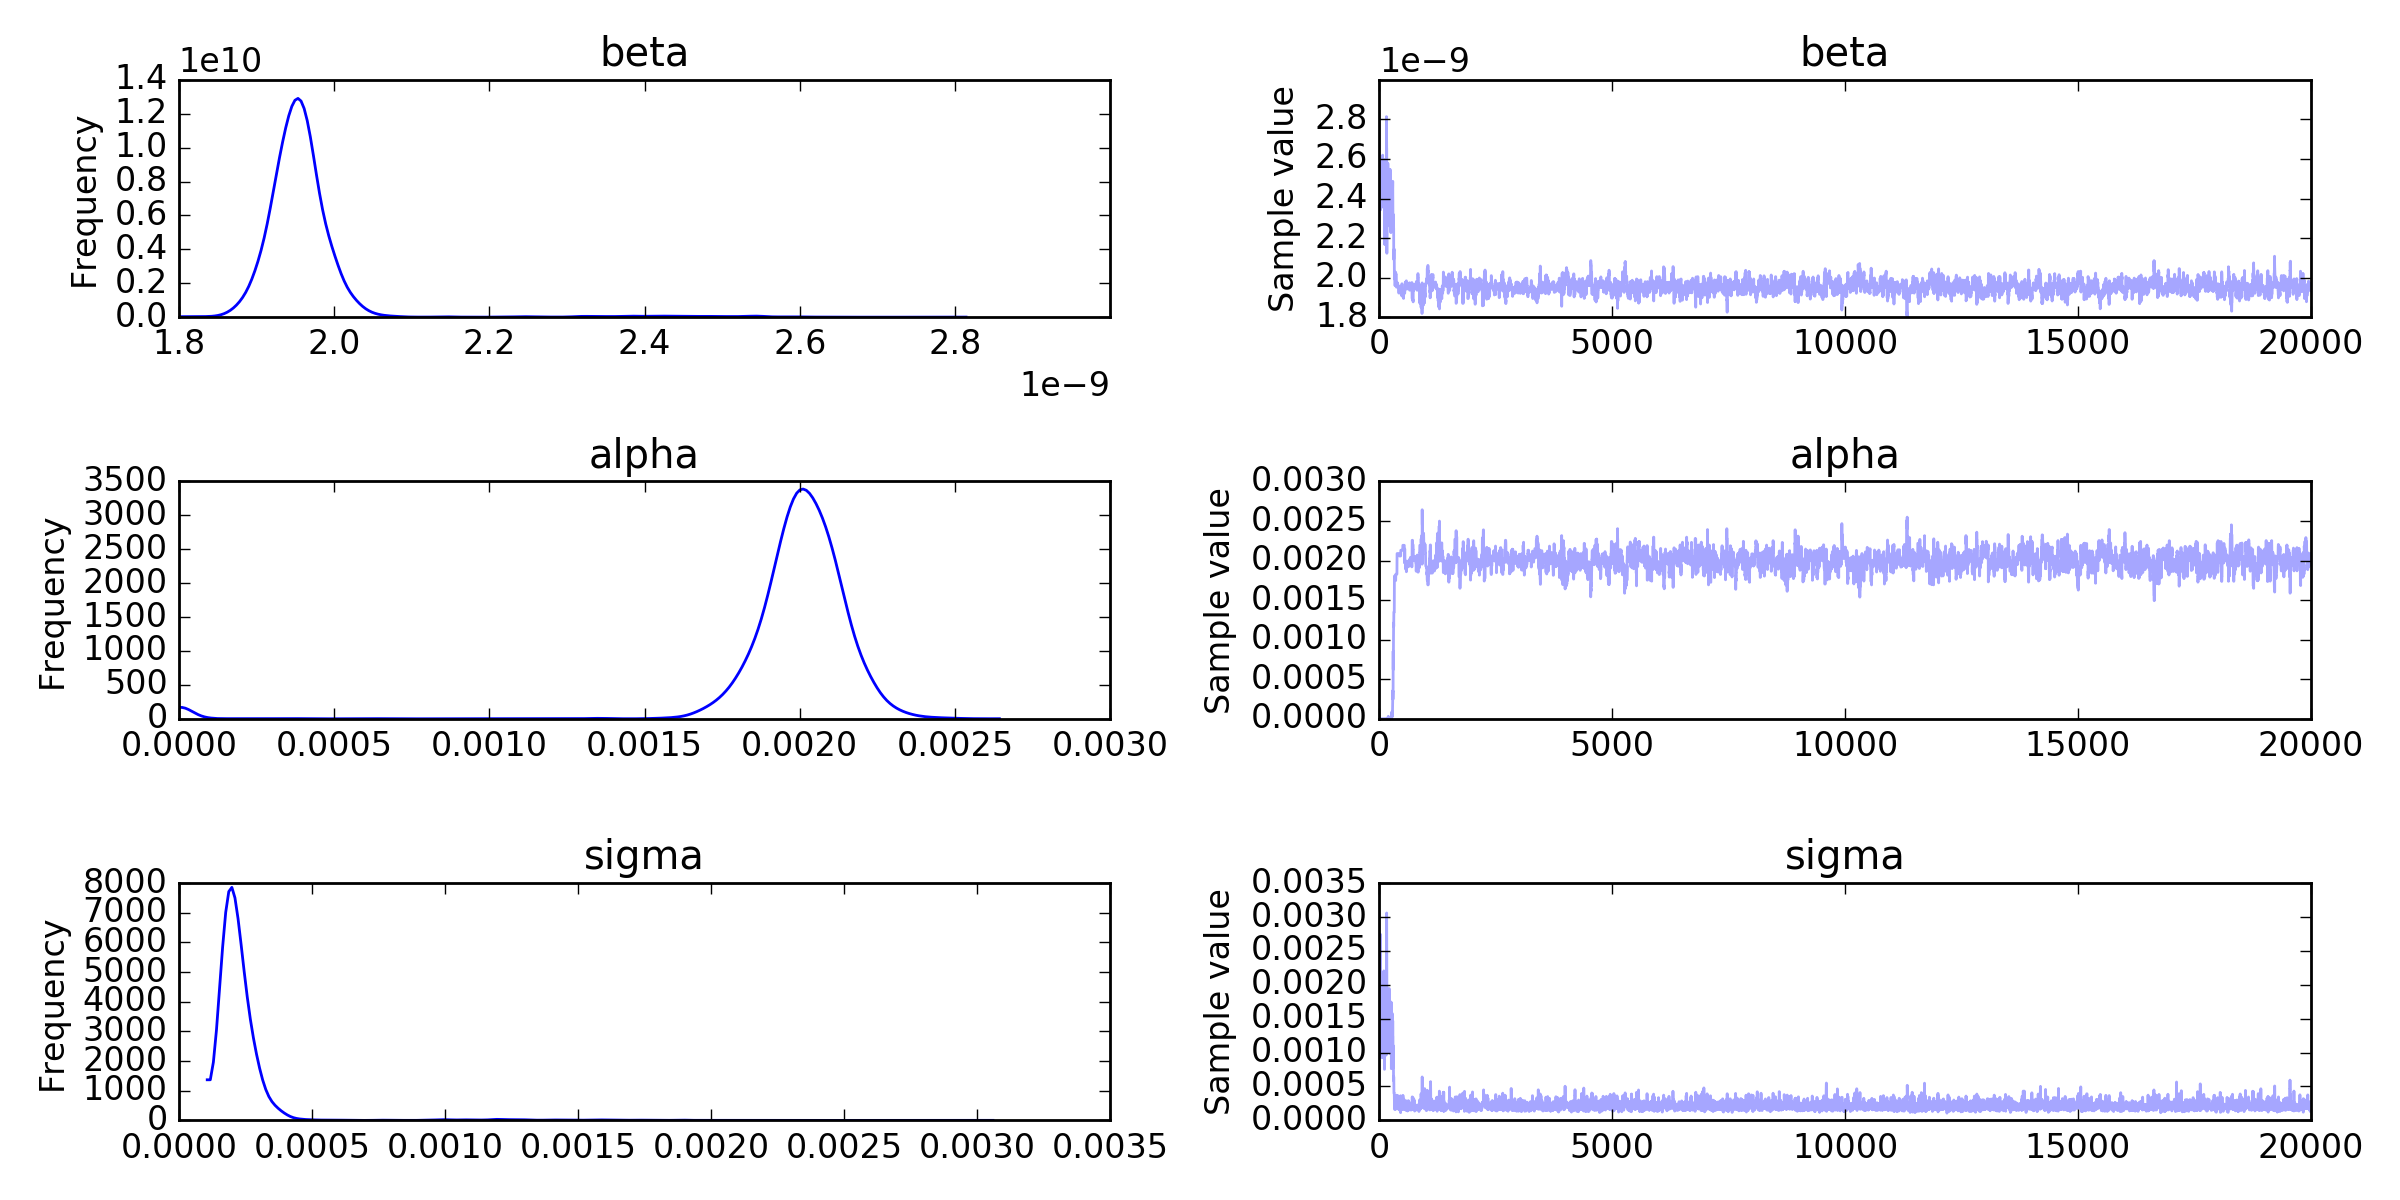 beta
1e10
1.4
1.2
1.0
0.8
0.6
0.4
0.2
0.0
Frequency
1.8 2.0 2.2 2.4 2.6 2.8
1e−9
beta
1e−9
2.8
2.6
2.4
2.2
2.0
1.8
Sample value
0 5000 10000 15000 20000
alpha
3500
3000
2500
2000
1500
1000
500
0
Frequency
0.0000 0.0005 0.0010 0.0015 0.0020 0.0025 0.0030
alpha
0.0030
0.0025
0.0020
0.0015
0.0010
0.0005
0.0000
Sample value
0 5000 10000 15000 20000
sigma
8000
7000
6000
5000
4000
3000
2000
1000
0
Frequency
0.0000 0.0005 0.0010 0.0015 0.0020 0.0025 0.0030 0.0035
sigma
0.0035
0.0030
0.0025
0.0020
0.0015
0.0010
0.0005
0.0000
Sample value
0 5000 10000 15000 20000